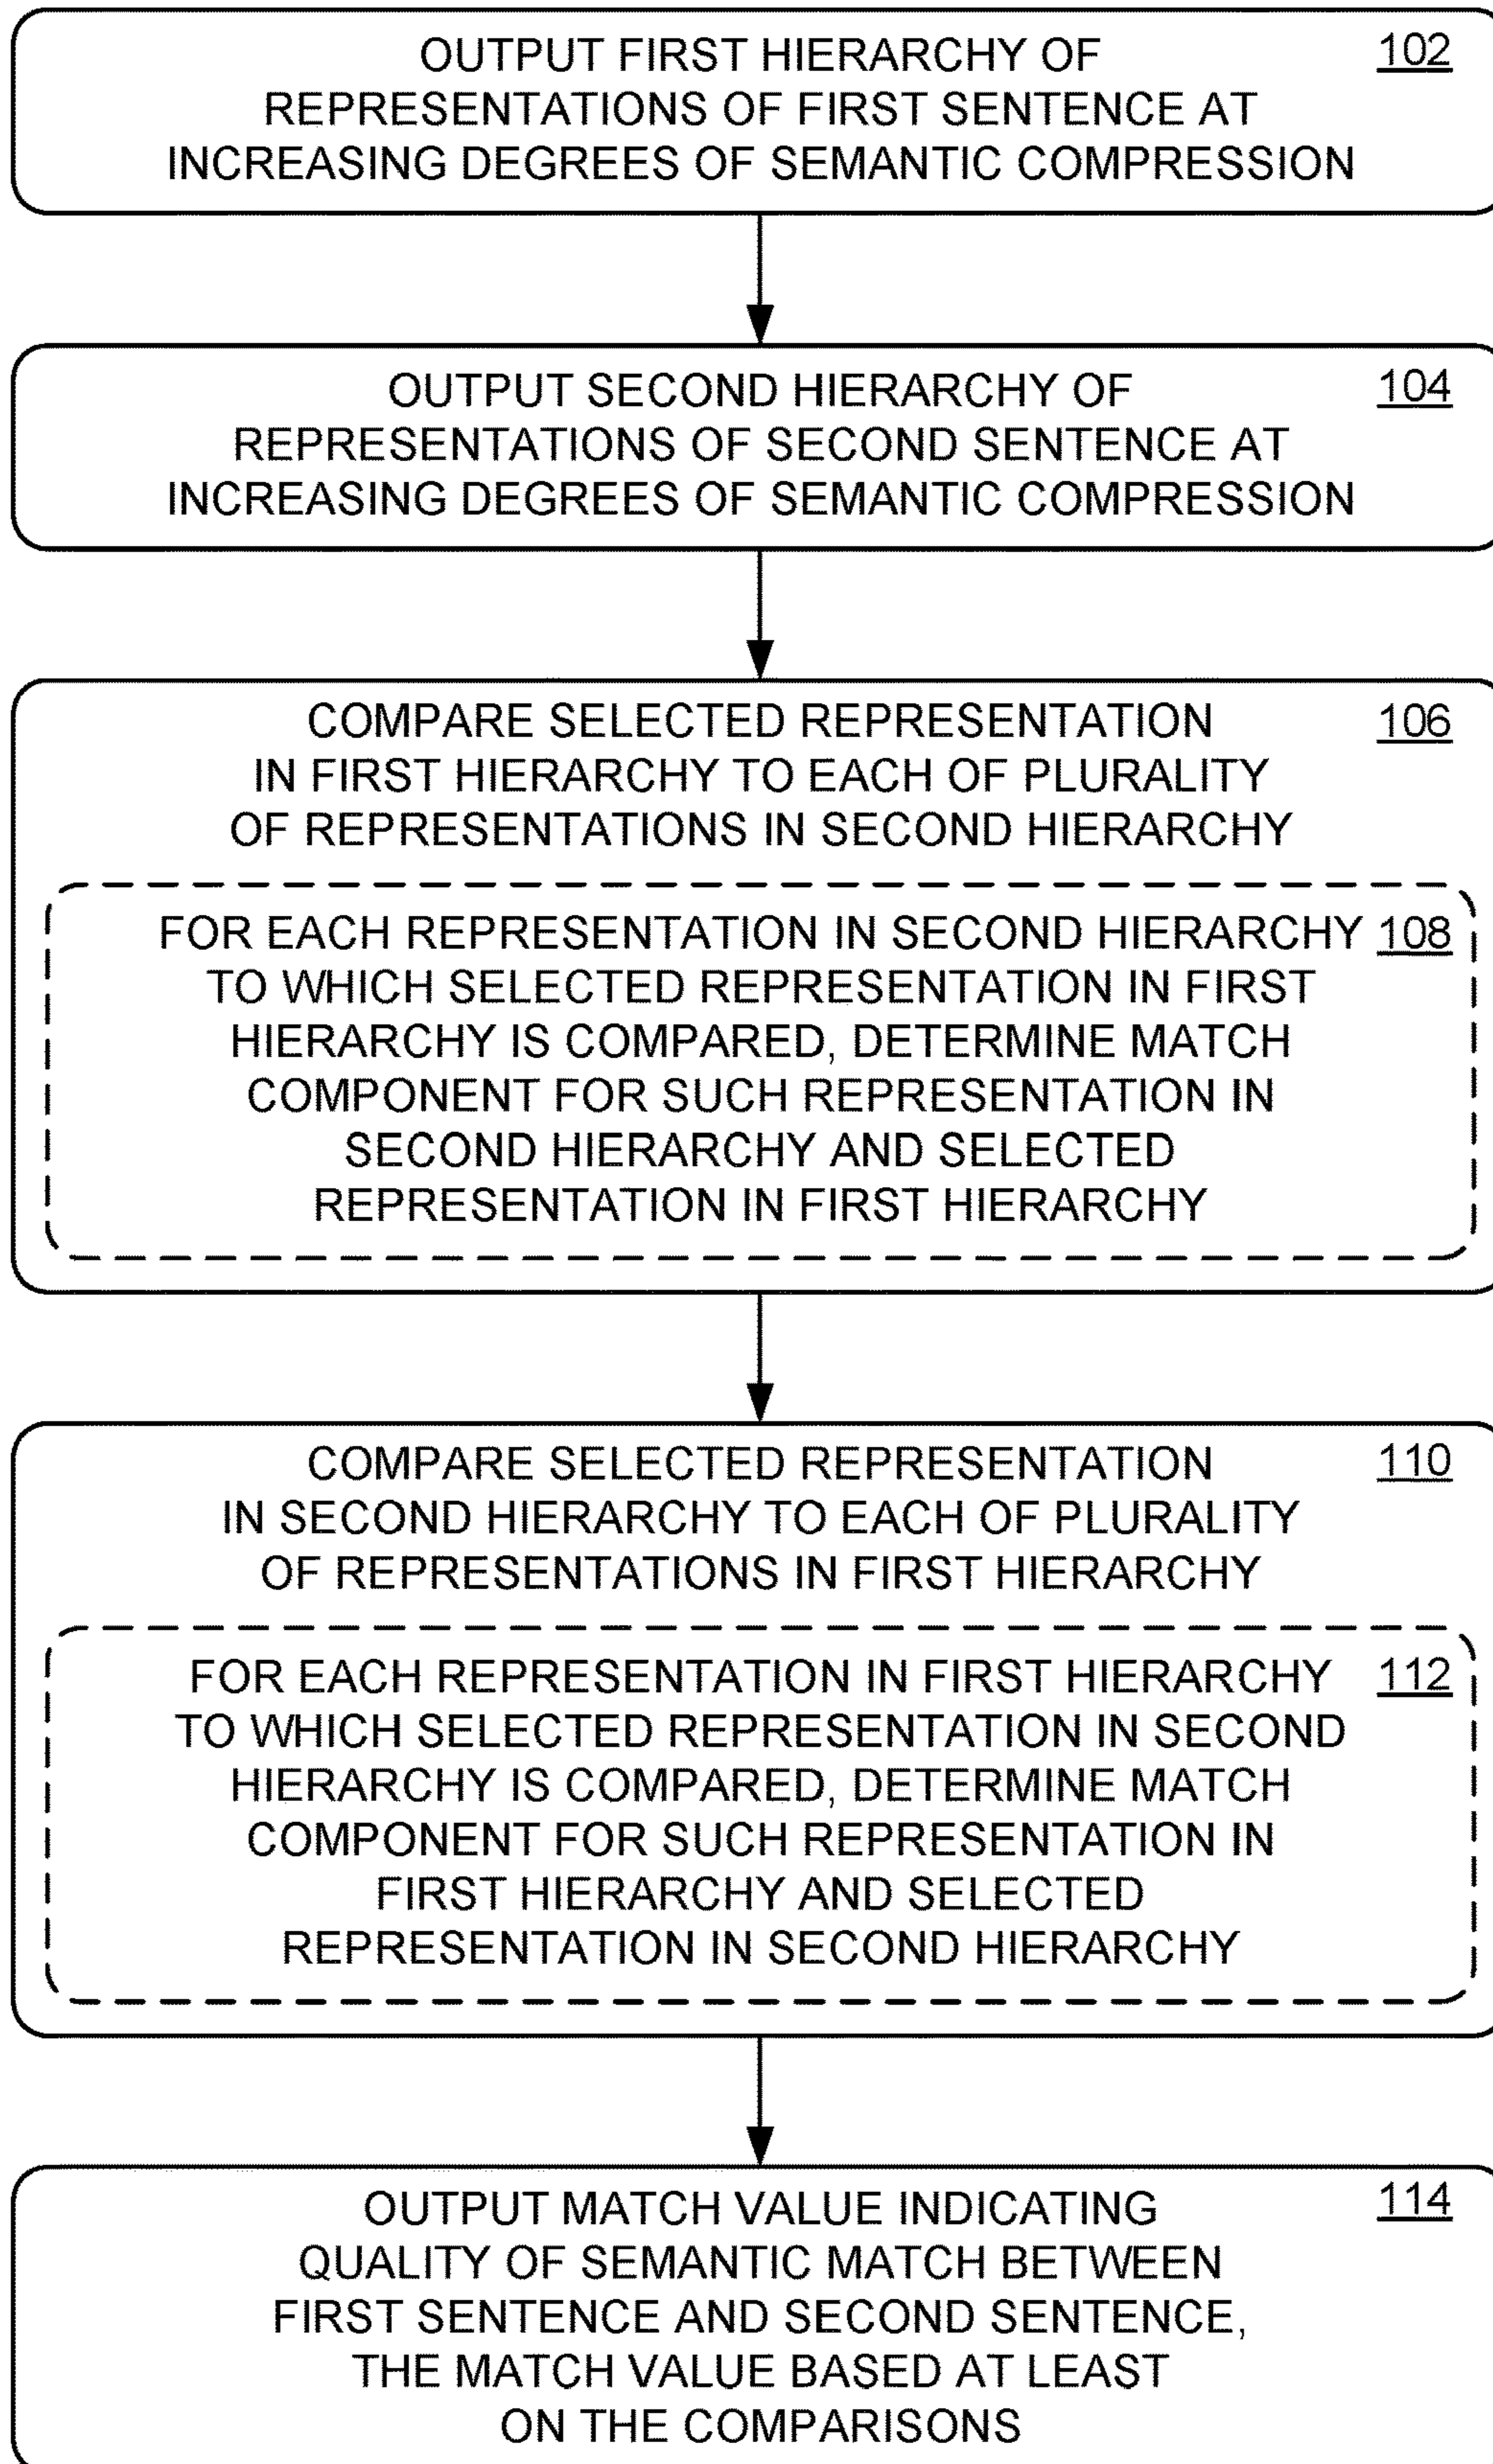 OUTPUT FIRST HIERARCHY OF 102
REPRESENTATIONS OF FIRST SENTENCE AT
INCREASING DEGREES OF SEMANTIC COMPRESSION
OUTPUT SECOND HIERARCHY OF 104
REPRESENTATIONS OF SECOND SENTENCE AT
INCREASING DEGREES OF SEMANTIC COMPRESSION
COMPARE SELECTED REPRESENTATION 106
IN FIRST HIERARCHY TO EACH OF PLURALITY
OF REPRESENTATIONS IN SECOND HIERARCHY
FOR EACH REPRESENTATION IN SECOND HIERARCHY 108
TO WHICH SELECTED REPRESENTATION IN FIRST
HIERARCHY IS COMPARED, DETERMINE MATCH
COMPONENT FOR SUCH REPRESENTATION IN
SECOND HIERARCHY AND SELECTED
REPRESENTATION IN FIRST HIERARCHY
COMPARE SELECTED REPRESENTATION 110
IN SECOND HIERARCHY TO EACH OF PLURALITY
OF REPRESENTATIONS IN FIRST HIERARCHY
FOR EACH REPRESENTATION IN FIRST HIERARCHY 112
TO WHICH SELECTED REPRESENTATION IN SECOND
HIERARCHY IS COMPARED, DETERMINE MATCH
COMPONENT FOR SUCH REPRESENTATION IN
FIRST HIERARCHY AND SELECTED
REPRESENTATION IN SECOND HIERARCHY
OUTPUT MATCH VALUE INDICATING 114
QUALITY OF SEMANTIC MATCH BETWEEN
FIRST SENTENCE AND SECOND SENTENCE,
THE MATCH VALUE BASED AT LEAST
ON THE COMPARISONS